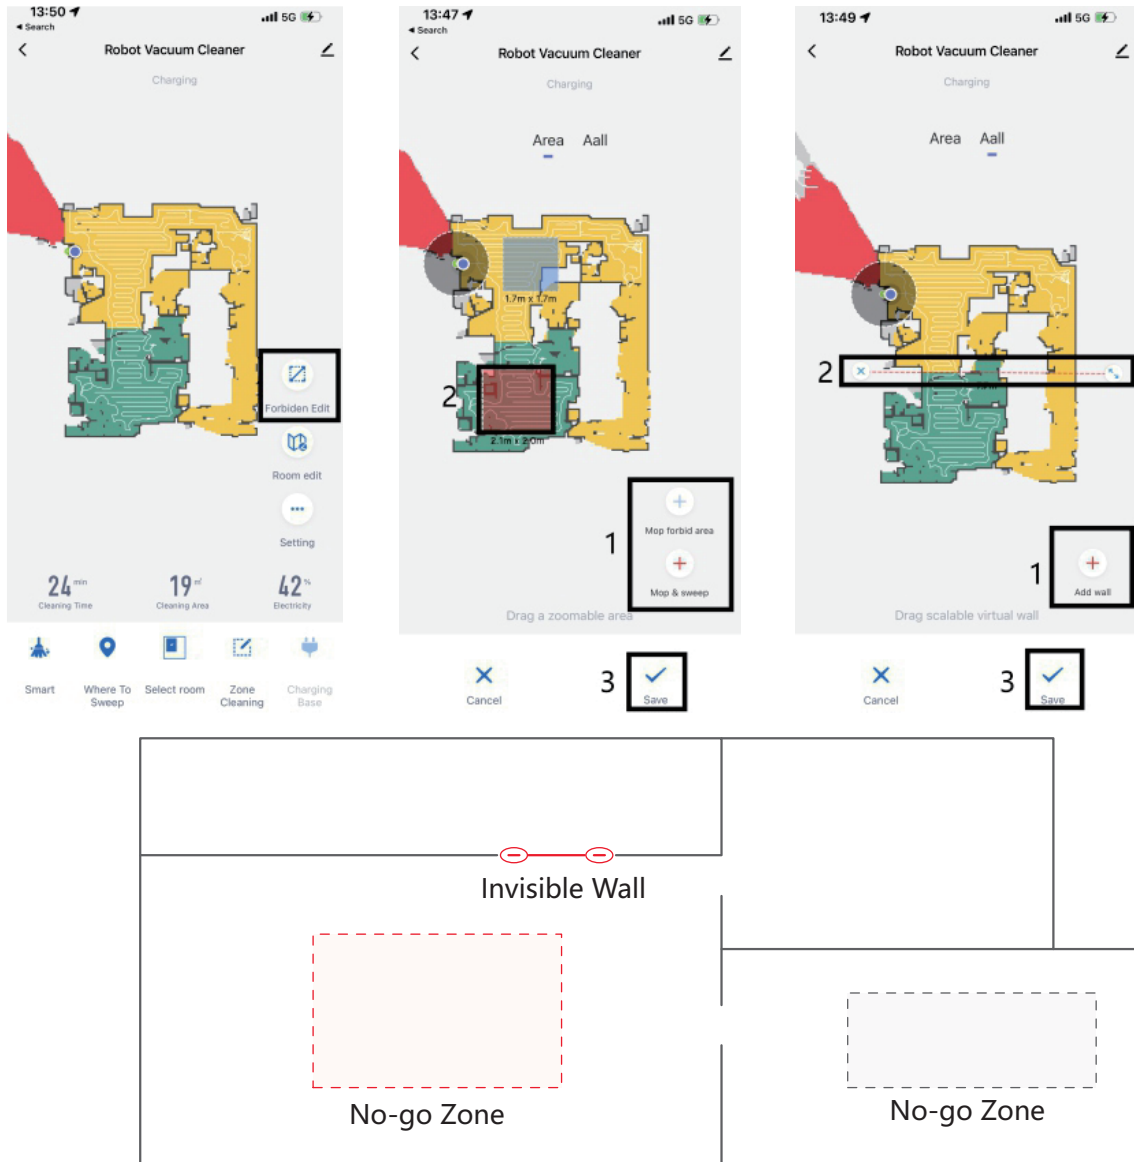 13:50
Search
5G
Robot Vacuum Cleaner
Charging
Forbiden Edit
Room edit
Setting
24 min
Cleaning Time
19 ㎡
Cleaning Area
42 %
Electricity
Smart
Where To
Sweep
Select room
Zone
Cleaning
Charging
Base
13:47
Search
5G
Robot Vacuum Cleaner
Charging
Area Aall
1.7m x 1.7m
2
2.1m x 2.0m
1
Mop forbid area
Mop & sweep
Drag a zoomable area
Cancel
3
Save
13:49
5G
Robot Vacuum Cleaner
Charging
Area Aall
2
1
Add wall
Drag scalable virtual wall
Cancel
3
Save
Invisible Wall
No-go Zone
No-go Zone